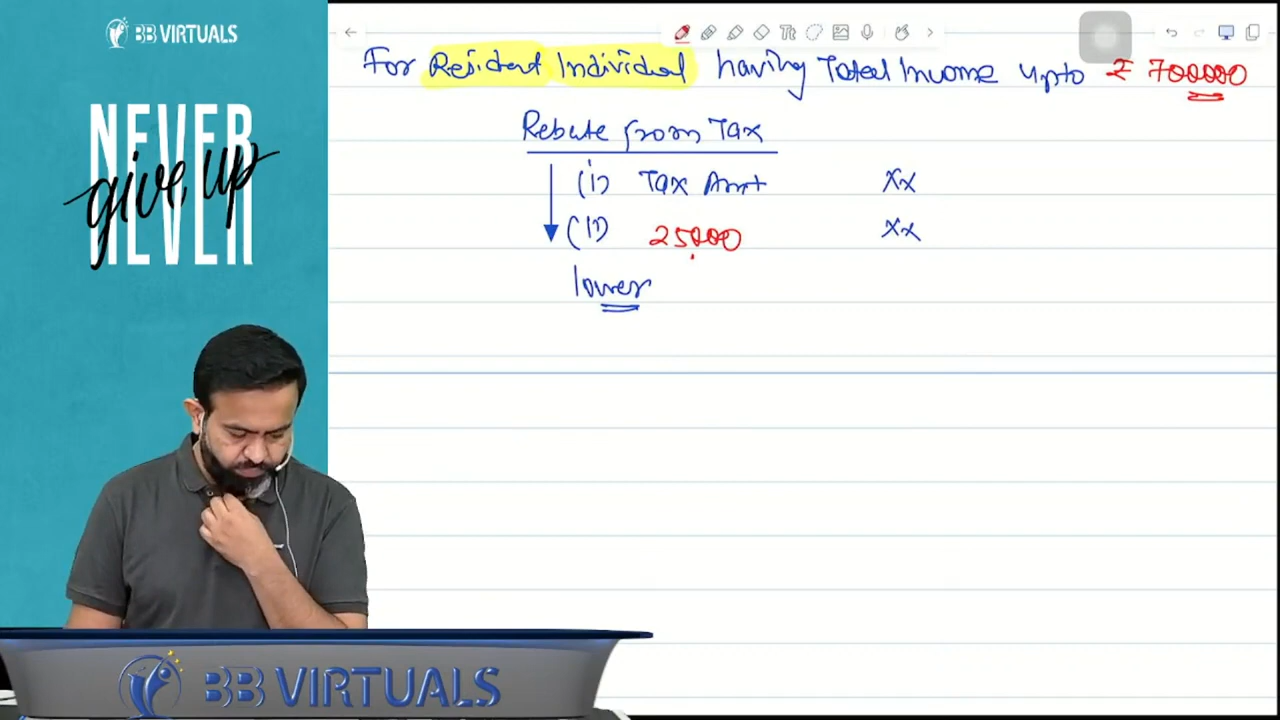 BB VIRTUALS
NEVER
give up
NEVER
For Resident Individual having Total Income upto ₹ 700000
Rebate from Tax
(i) Tax Amt xx
(ii) 25000 xx
lower
BB VIRTUALS